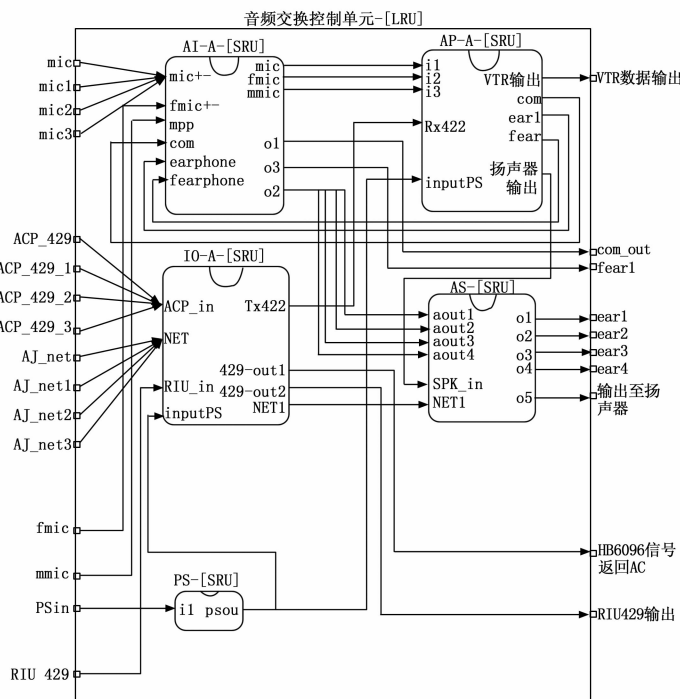 音频交换控制单元-[LRU]
AI-A-[SRU]
AP-A-[SRU]
mic
mic1
mic2
mic3
mic+-
fmic+-
mpp
com
earphone
fearphone
mic
fmic
mmic
o1
o3
o2
i1
i2
i3
Rx422
inputPS
VTR输出
com
ear1
fear
扬声器
输出
VTR数据输出
com_out
fear1
ACP_429
ACP_429_1
ACP_429_2
ACP_429_3
AJ_net
AJ_net1
AJ_net2
AJ_net3
IO-A-[SRU]
ACP_in
NET
RIU_in
inputPS
Tx422
429-out1
429-out2
NET1
AS-[SRU]
aout1
aout2
aout3
aout4
SPK_in
NET1
o1
o2
o3
o4
o5
ear1
ear2
ear3
ear4
输出至扬
声器
fmic
mmic
PSin
RIU 429
PS-[SRU]
i1 psou
HB6096信号
返回AC
RIU429输出